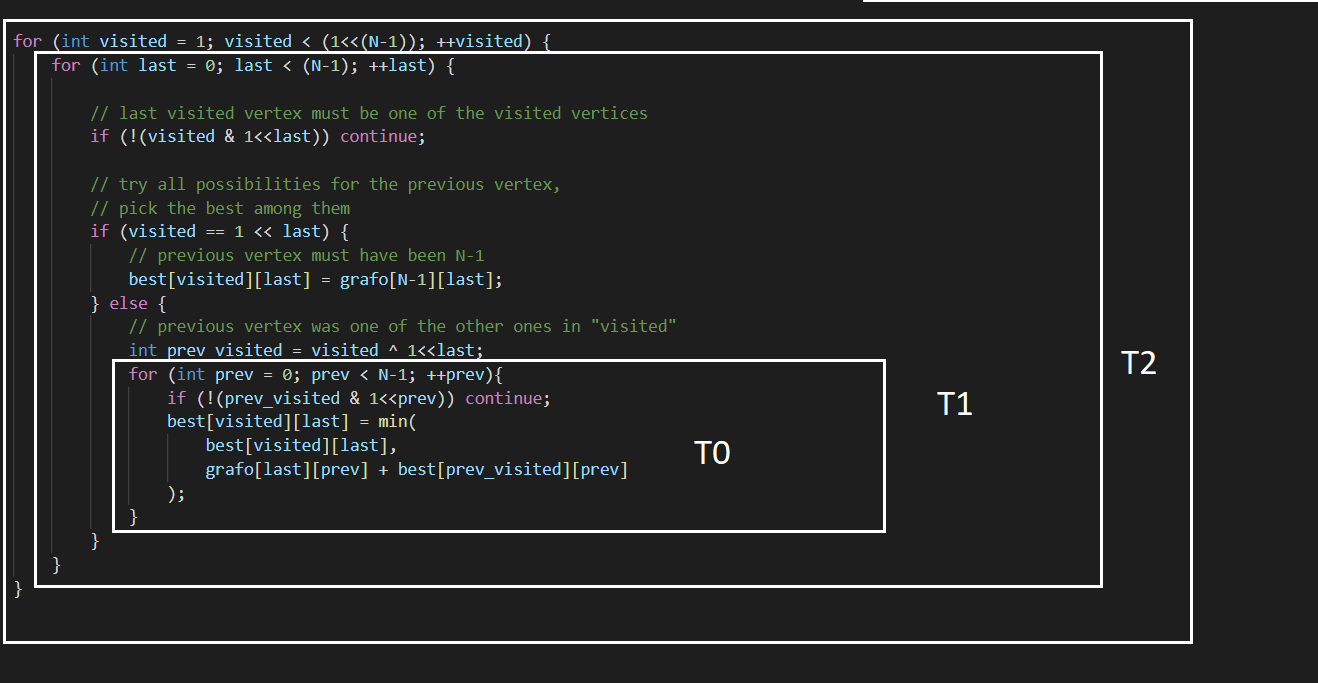 for (int visited = 1; visited < (1<<(N-1)); ++visited) {
for (int last = 0; last < (N-1); ++last) {
// last visited vertex must be one of the visited vertices
if (!(visited & 1<<last)) continue;
// try all possibilities for the previous vertex,
// pick the best among them
if (visited == 1 << last) {
// previous vertex must have been N-1
best[visited][last] = grafo[N-1][last];
} else {
// previous vertex was one of the other ones in "visited"
int prev_visited = visited ^ 1<<last;
for (int prev = 0; prev < N-1; ++prev){
if (!(prev_visited & 1<<prev)) continue;
best[visited][last] = min(
best[visited][last],
grafo[last][prev] + best[prev_visited][prev]
);
}
}
}
}
T0
T1
T2